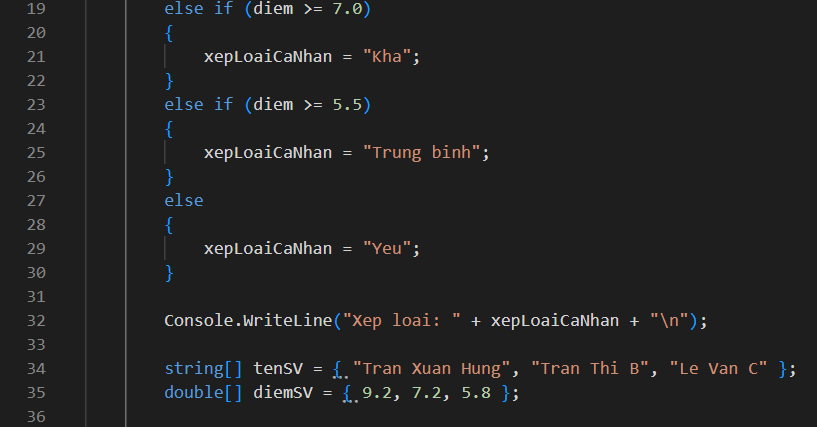 19 else if (diem >= 7.0)
20 {
21 xepLoaiCaNhan = "Kha";
22 }
23 else if (diem >= 5.5)
24 {
25 xepLoaiCaNhan = "Trung binh";
26 }
27 else
28 {
29 xepLoaiCaNhan = "Yeu";
30 }
31
32 Console.WriteLine("Xep loai: " + xepLoaiCaNhan + "\n");
33
34 string[] tenSV = { "Tran Xuan Hung", "Tran Thi B", "Le Van C" };
35 double[] diemSV = { 9.2, 7.2, 5.8 };
36